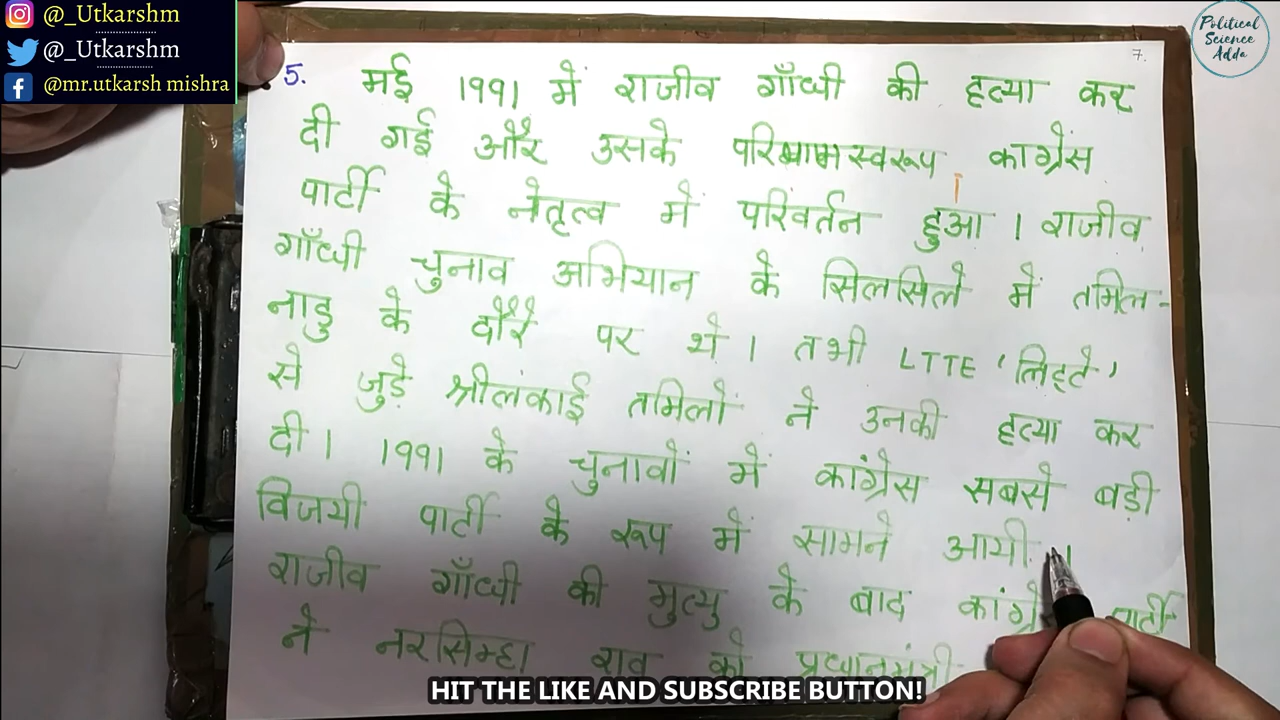 @_Utkarshm
@_Utkarshm
@mr.utkarsh mishra
Political
Science
Adda
7.
5. मई 1991 में राजीव गाँधी की हत्या कर
दी गई और उसके परिणामस्वरूप काग्रेंस
पार्टी के नेतृत्व में परिवर्तन हुआ । राजीव
गाँधी चुनाव अभियान के सिलसिले में तमिल-
नाडु के दौरे पर थे । तभी LTTE 'लिट्टे'
से जुड़े श्रीलंकाई तमिलों ने उनकी हत्या कर
दी । 1991 के चुनावों में कांग्रेस सबसे बड़ी
विजयी पार्टी के रूप में सामने आयी ।
राजीव गाँधी की मृत्यु के बाद पार्टी
ने नरसिम्हा राव को प्रधानमंत्री
HIT THE LIKE AND SUBSCRIBE BUTTON!